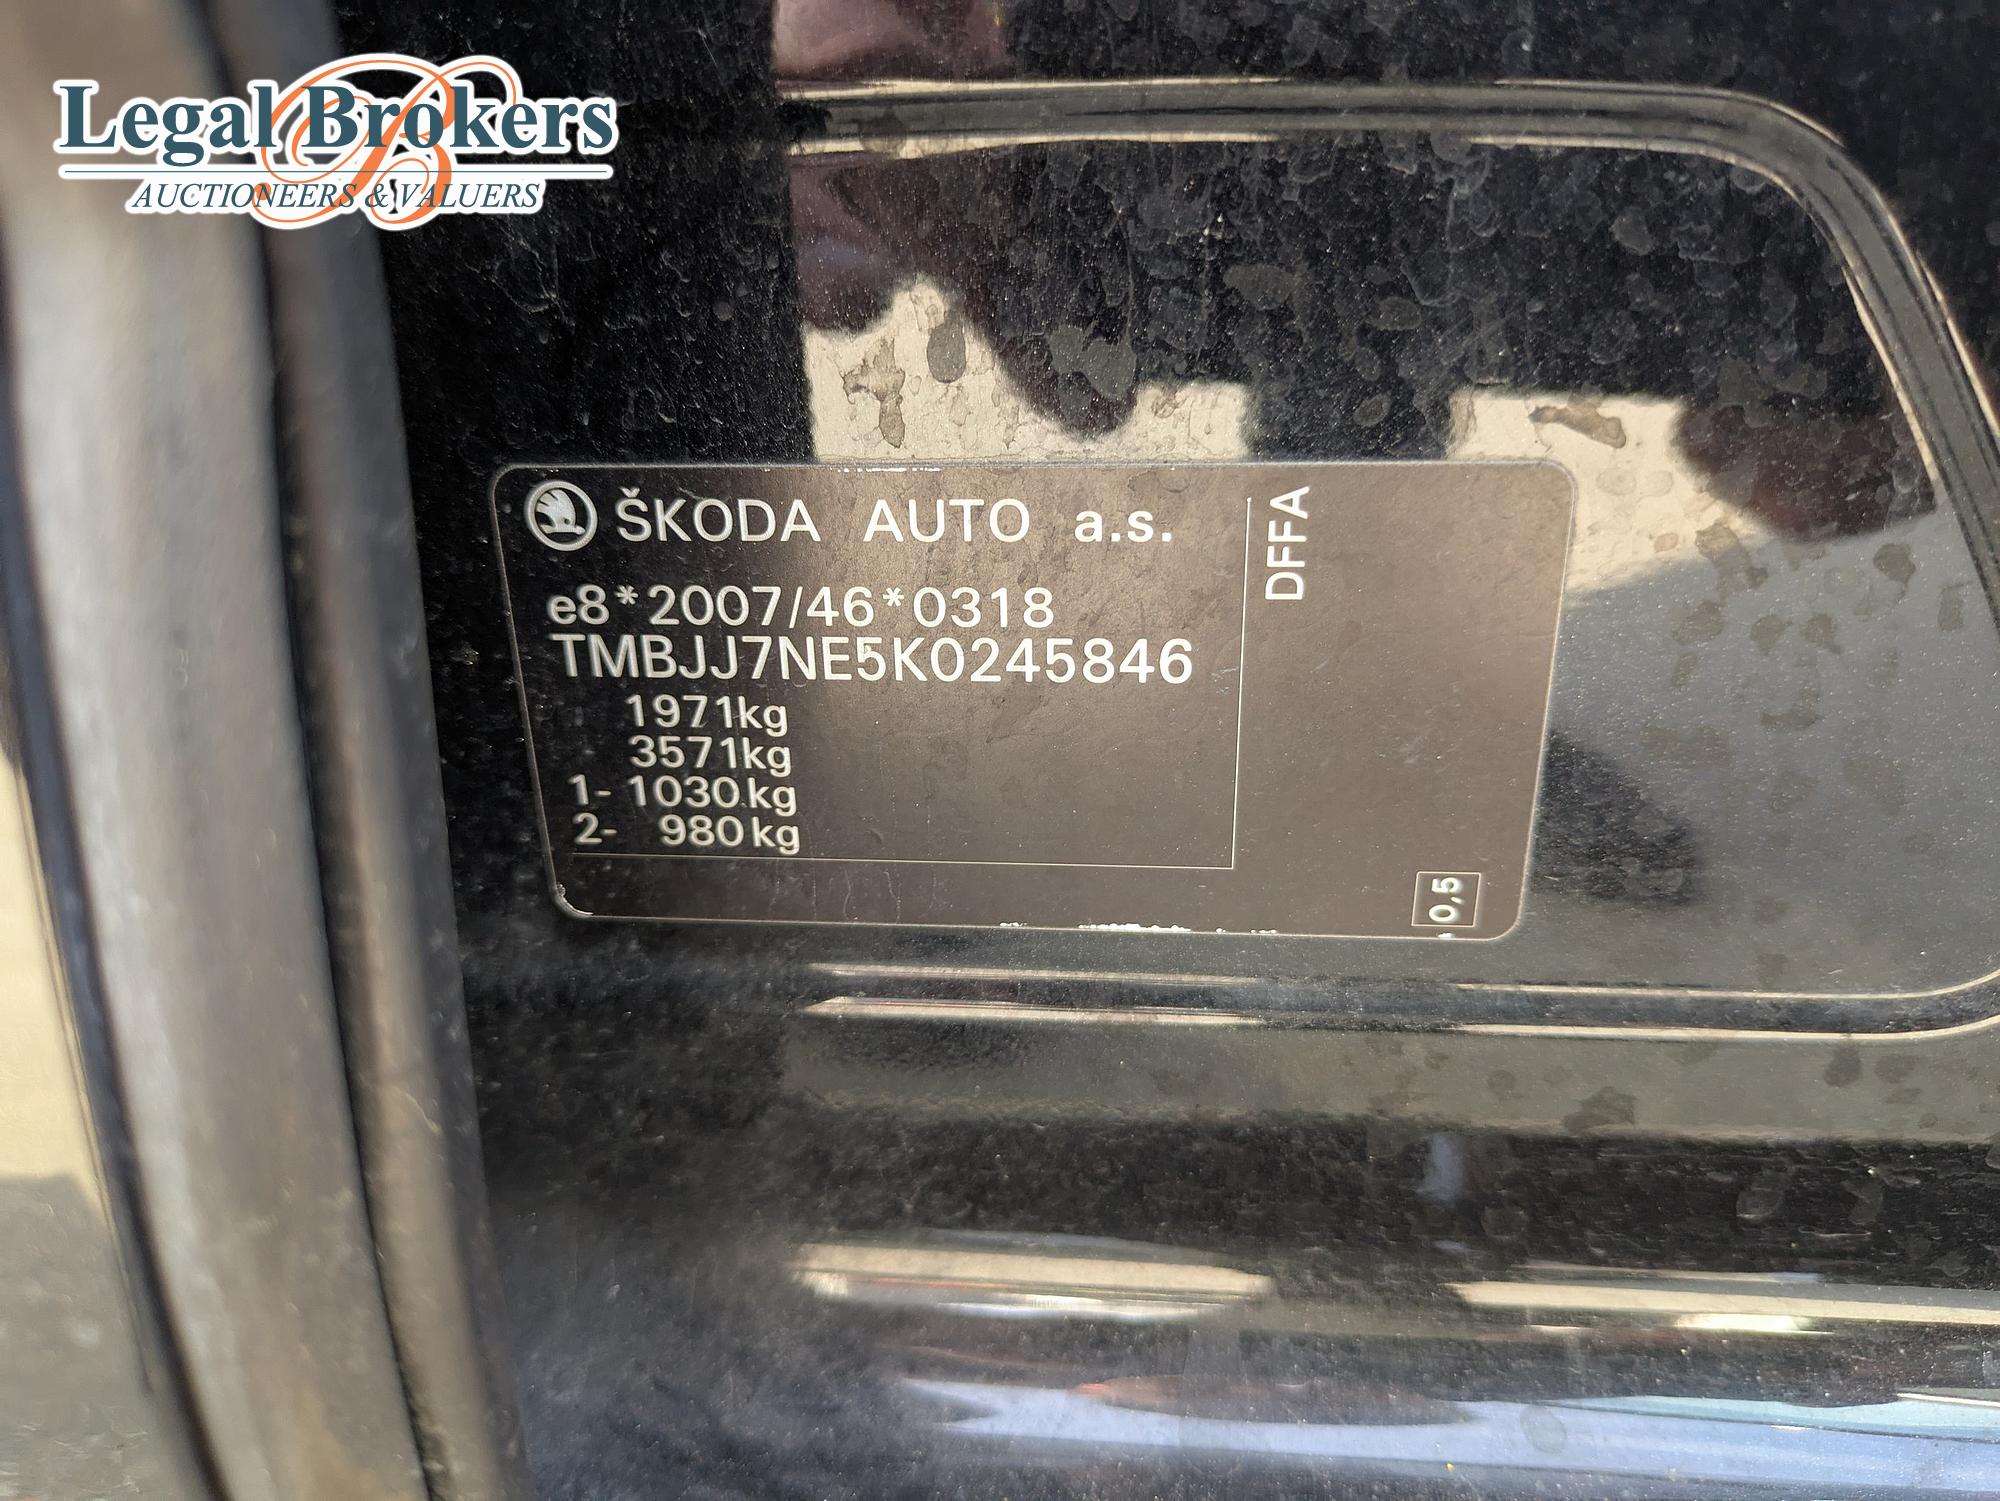 Legal Brokers
AUCTIONEERS & VALUERS
ŠKODA AUTO a.s.
e8*2007/46*0318
TMBJJ7NE5K0245846
1971kg
3571kg
1- 1030kg
2- 980kg
DFFA
0,5